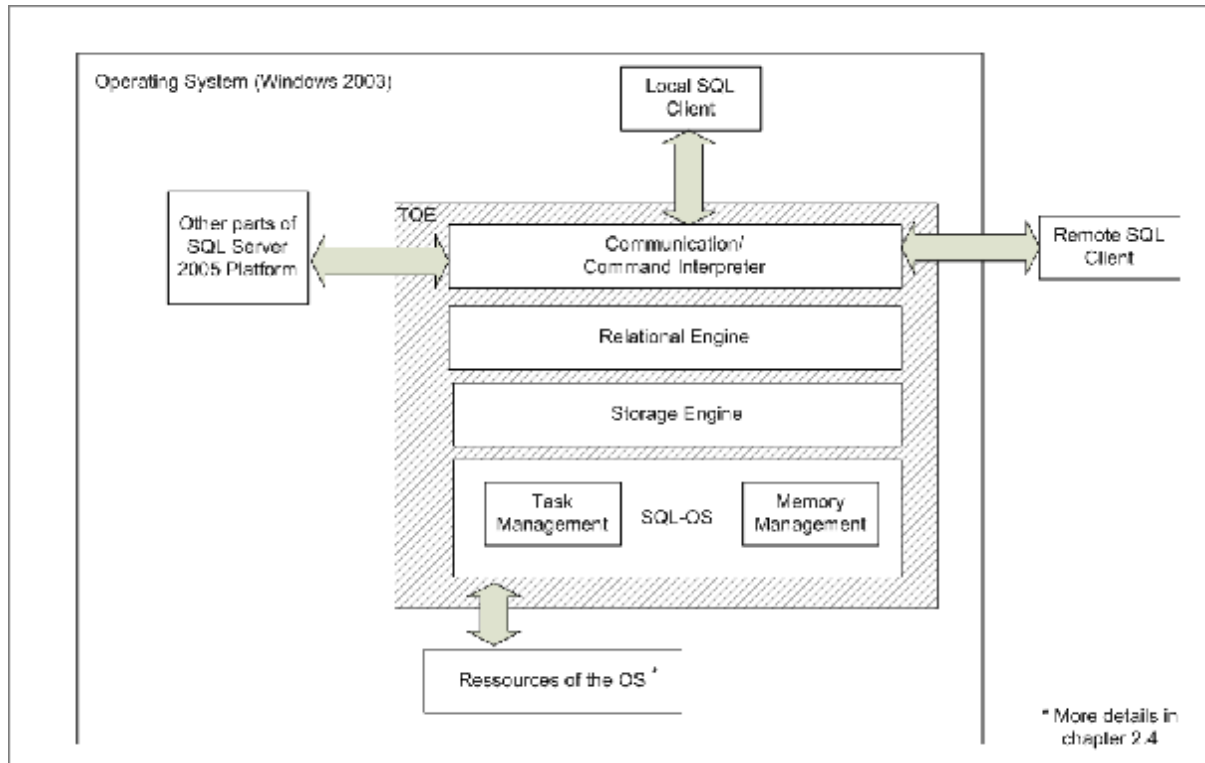 Operating System (Windows 2003)
Local SQL
Client
Other parts of
SQL Server
2005 Platform
TOE
Communication/
Command Interpreter
Remote SQL
Client
Relational Engine
Storage Engine
Task
Management
SQL-OS
Memory
Management
Ressources of the OS *
* More details in
chapter 2.4